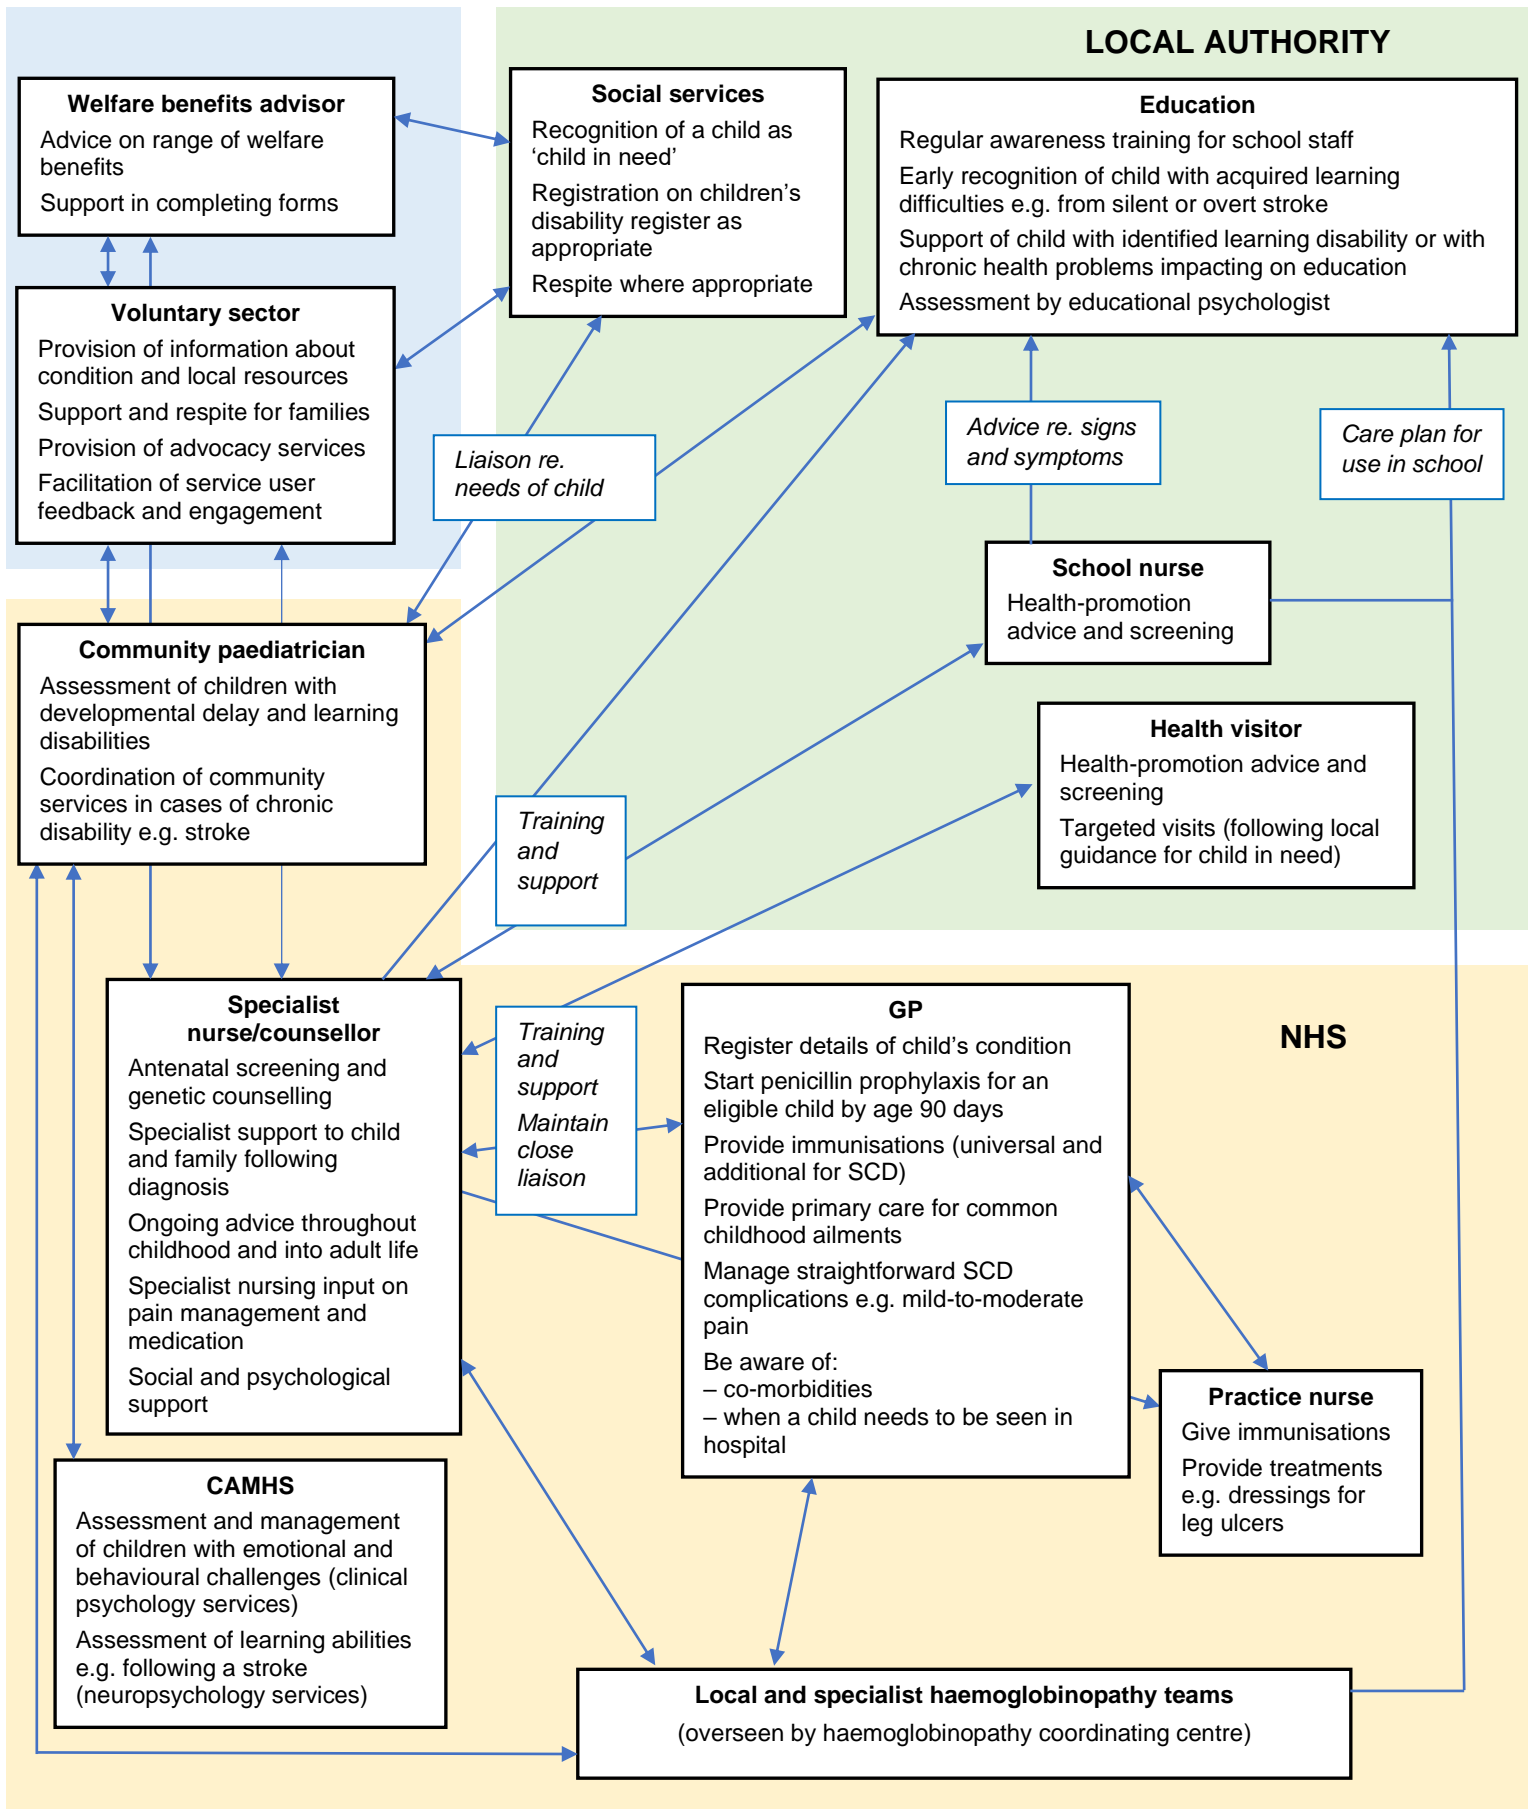 LOCAL AUTHORITY
Welfare benefits advisor
Advice on range of welfare
benefits
Support in completing forms
Social services
Recognition of a child as
‘child in need’
Registration on children’s
disability register as
appropriate
Respite where appropriate
Education
Regular awareness training for school staff
Early recognition of child with acquired learning
difficulties e.g. from silent or overt stroke
Support of child with identified learning disability or with
chronic health problems impacting on education
Assessment by educational psychologist
Voluntary sector
Provision of information about
condition and local resources
Support and respite for families
Provision of advocacy services
Facilitation of service user
feedback and engagement
Liaison re.
needs of child
Advice re. signs
and symptoms
Care plan for
use in school
School nurse
Health-promotion
advice and screening
Community paediatrician
Assessment of children with
developmental delay and learning
disabilities
Coordination of community
services in cases of chronic
disability e.g. stroke
Health visitor
Health-promotion advice and
screening
Targeted visits (following local
guidance for child in need)
Training
and
support
Specialist
nurse/counsellor
Antenatal screening and
genetic counselling
Specialist support to child
and family following
diagnosis
Ongoing advice throughout
childhood and into adult life
Specialist nursing input on
pain management and
medication
Social and psychological
support
Training
and
support
Maintain
close
liaison
GP
Register details of child’s condition
Start penicillin prophylaxis for an
eligible child by age 90 days
Provide immunisations (universal and
additional for SCD)
Provide primary care for common
childhood ailments
Manage straightforward SCD
complications e.g. mild-to-moderate
pain
Be aware of:
– co-morbidities
– when a child needs to be seen in
hospital
NHS
Practice nurse
Give immunisations
Provide treatments
e.g. dressings for
leg ulcers
CAMHS
Assessment and management
of children with emotional and
behavioural challenges (clinical
psychology services)
Assessment of learning abilities
e.g. following a stroke
(neuropsychology services)
Local and specialist haemoglobinopathy teams
(overseen by haemoglobinopathy coordinating centre)